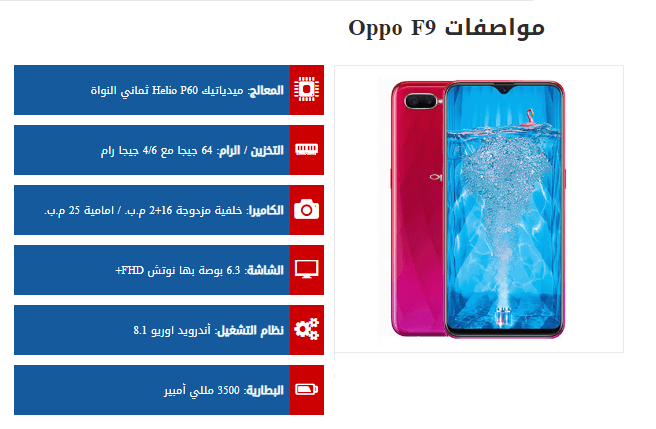 مواصفات Oppo F9
المعالج: ميدياتيك Helio P60 ثماني النواة
التخزين / الرام: 64 جيجا مع 4/6 جيجا رام
الكاميرا: خلفية مزدوجة 16+2 م.ب. / امامية 25 م.ب.
الشاشة: 6.3 بوصة بها نوتش FHD+
نظام التشغيل: أندرويد اوريو 8.1
البطارية: 3500 مللي أمبير